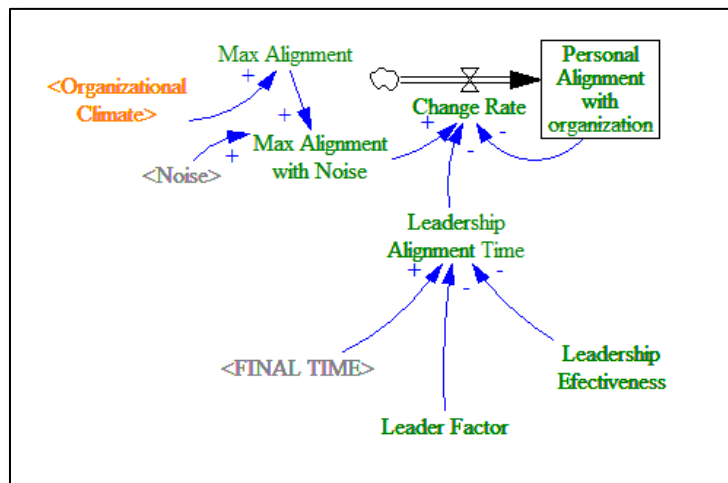 Max Alignment
<Organizational
Climate>
Personal
Alignment
with
organization
Change Rate
+
+
+
-
-
+
Max Alignment
with Noise
<Noise>
Leadership
Alignment Time
+
-
-
<FINAL TIME>
Leadership
Efectiveness
Leader Factor